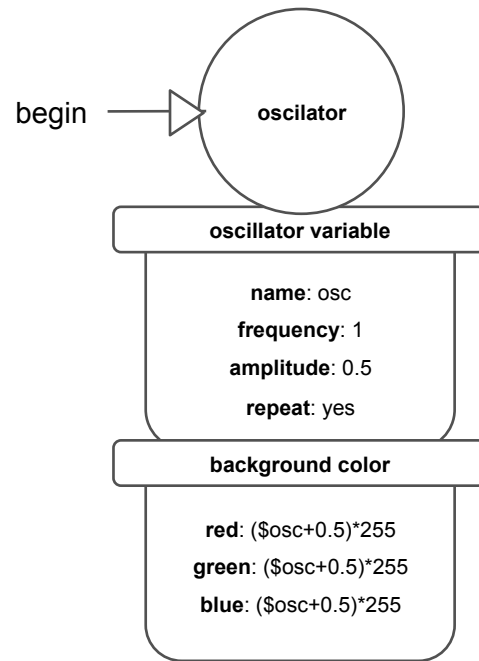 begin
oscilator
oscillator variable
name: osc
frequency: 1
amplitude: 0.5
repeat: yes
background color
red: ($osc+0.5)*255
green: ($osc+0.5)*255
blue: ($osc+0.5)*255